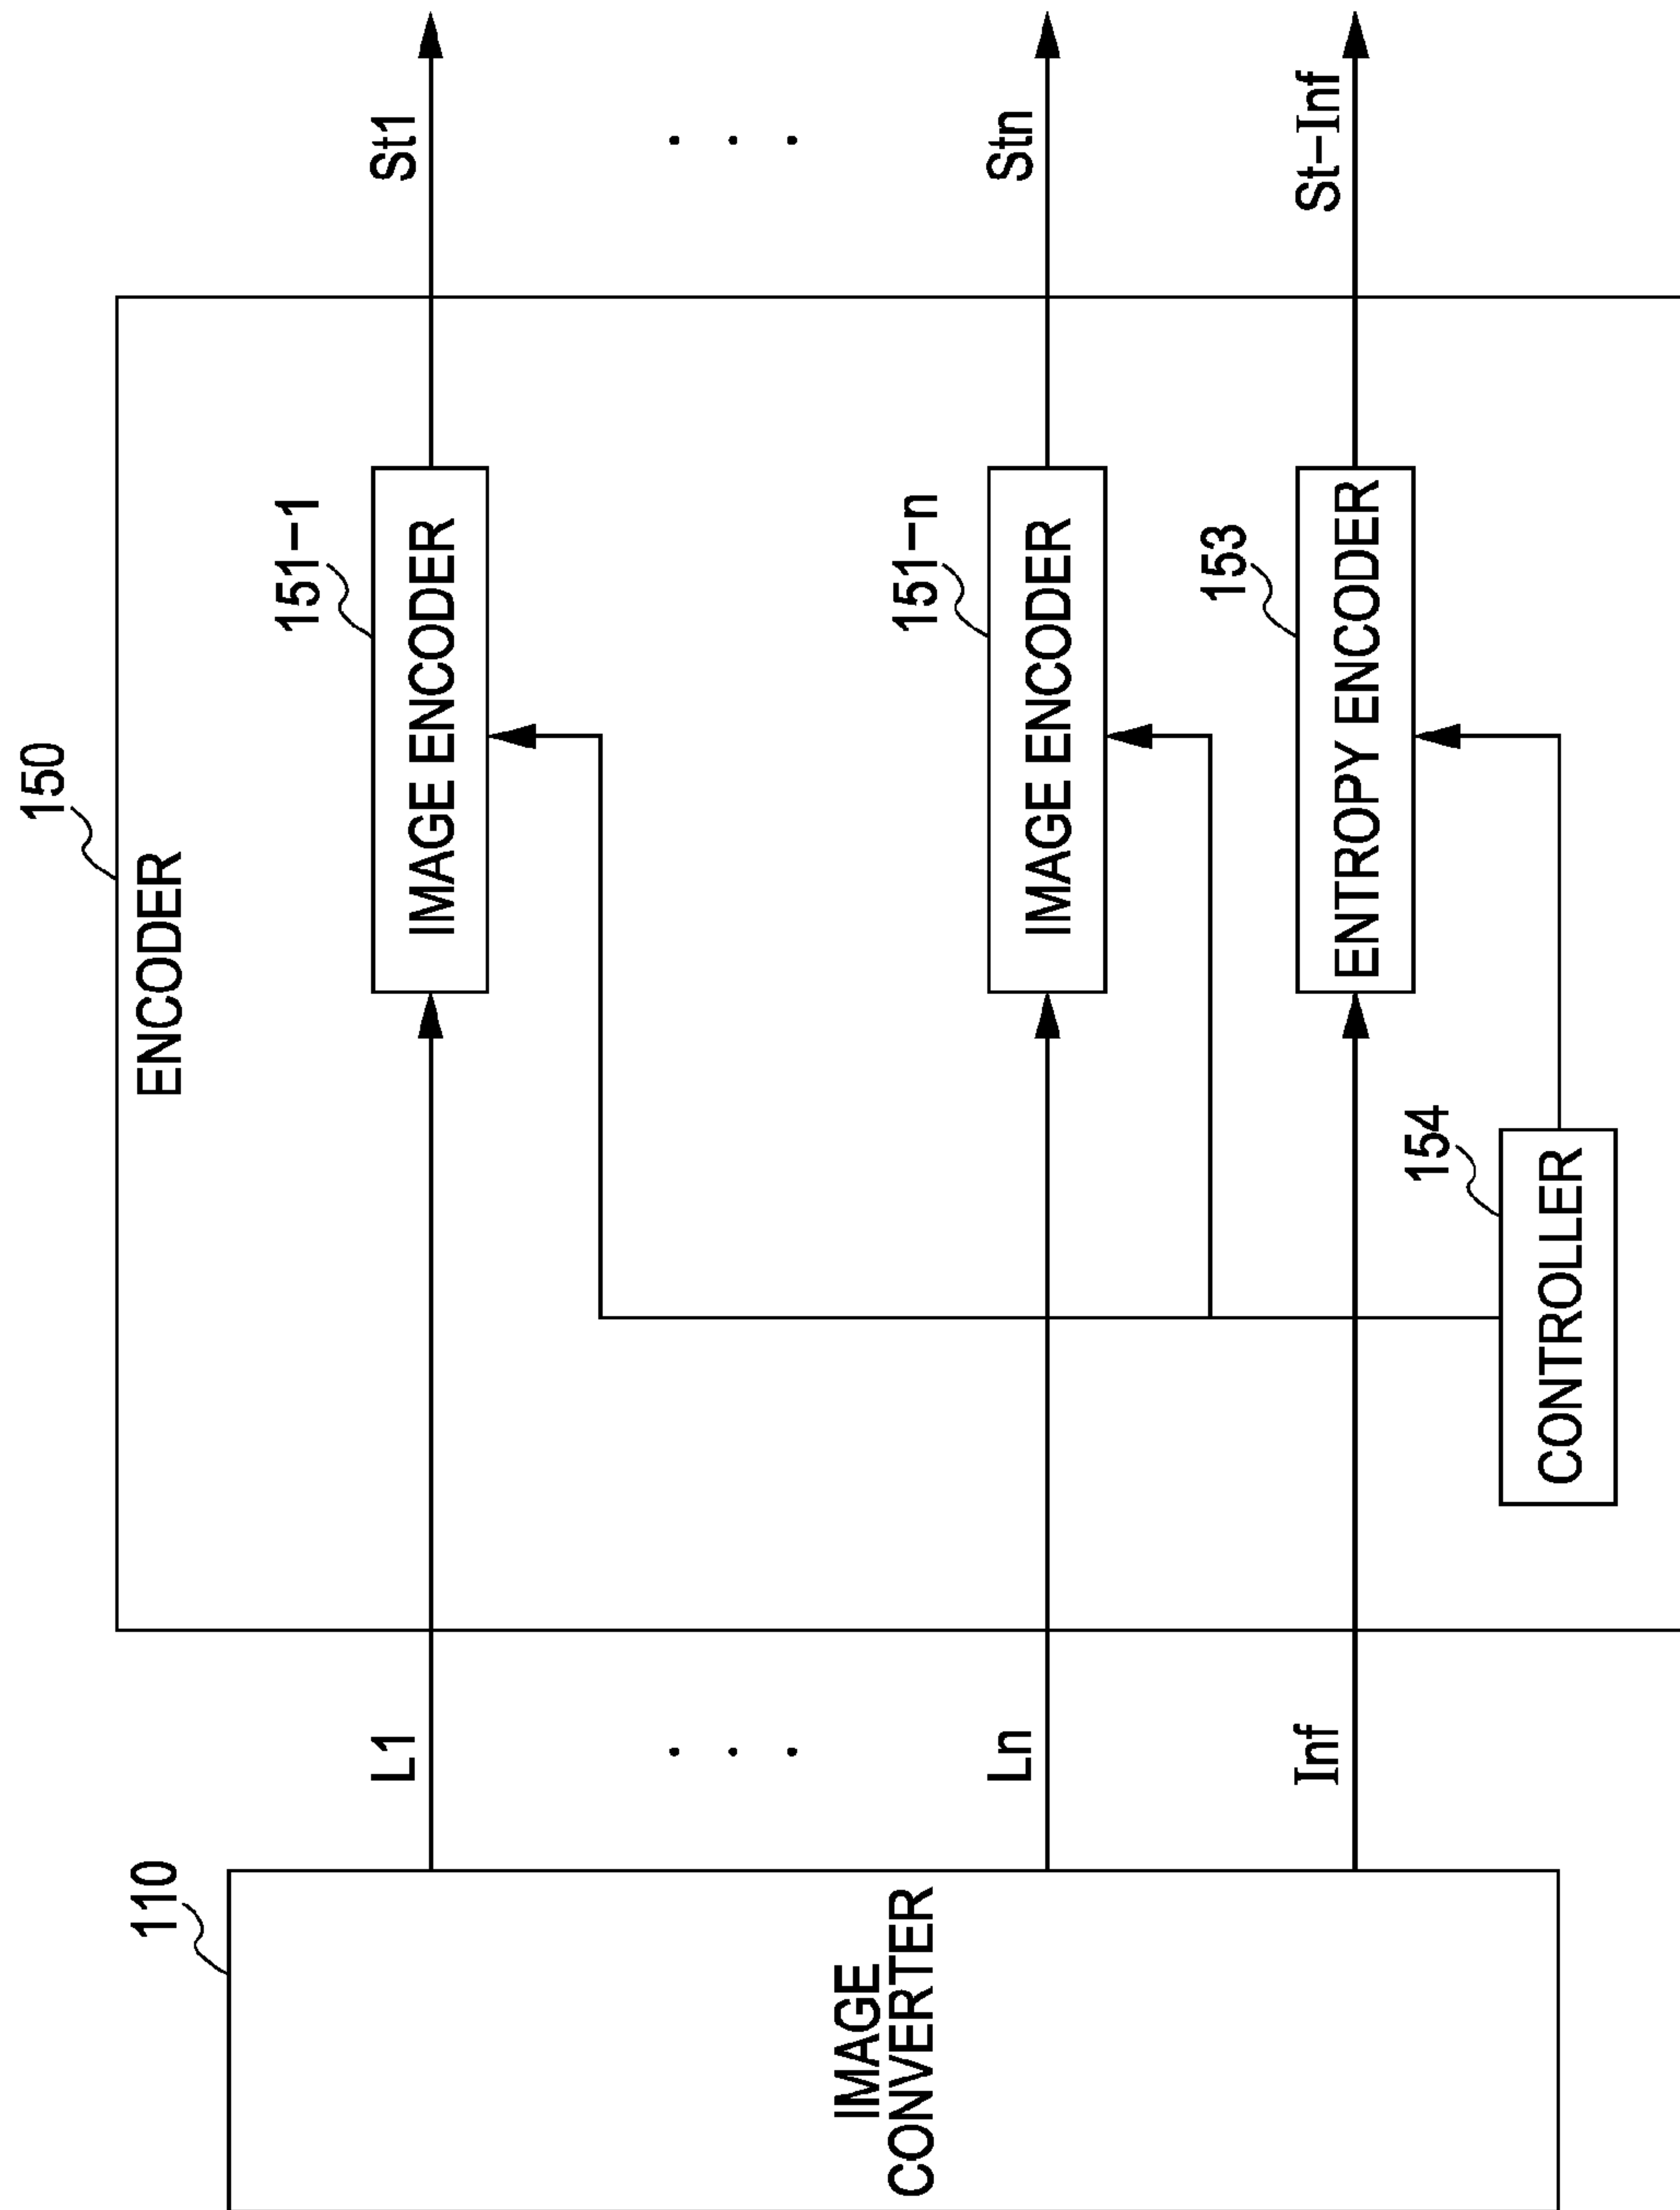 150
ENCODER
110
IMAGE
CONVERTER
L1
151-1
IMAGE ENCODER
St1
. . .
. . .
Ln
151-n
IMAGE ENCODER
Stn
Inf
153
ENTROPY ENCODER
St-Inf
154
CONTROLLER